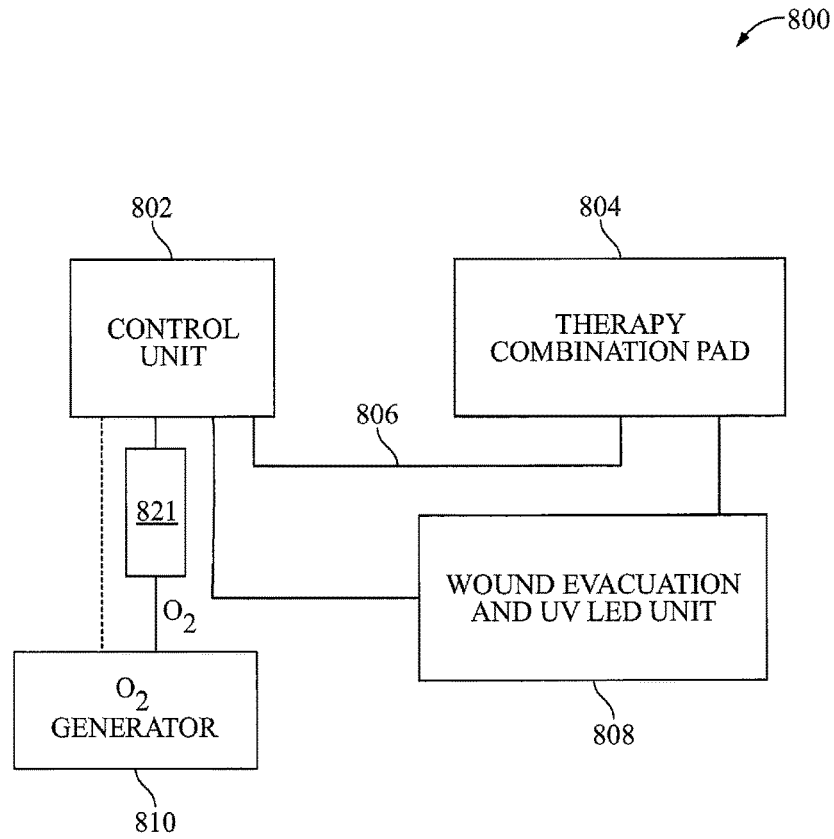 800
802
804
CONTROL
UNIT
THERAPY
COMBINATION PAD
806
821
O2
WOUND EVACUATION
AND UV LED UNIT
O2
GENERATOR
808
810